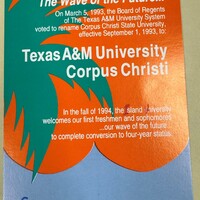 The Wave of the Future...
On March 5, 1993, the Board of Regents
of The Texas A&M University System
voted to rename Corpus Christi State University,
effective September 1, 1993, to:
Texas A&M University
Corpus Christi
In the fall of 1994, the island university
welcomes our first freshmen and sophomores
...our wave of the future...
to complete conversion to four-year status.